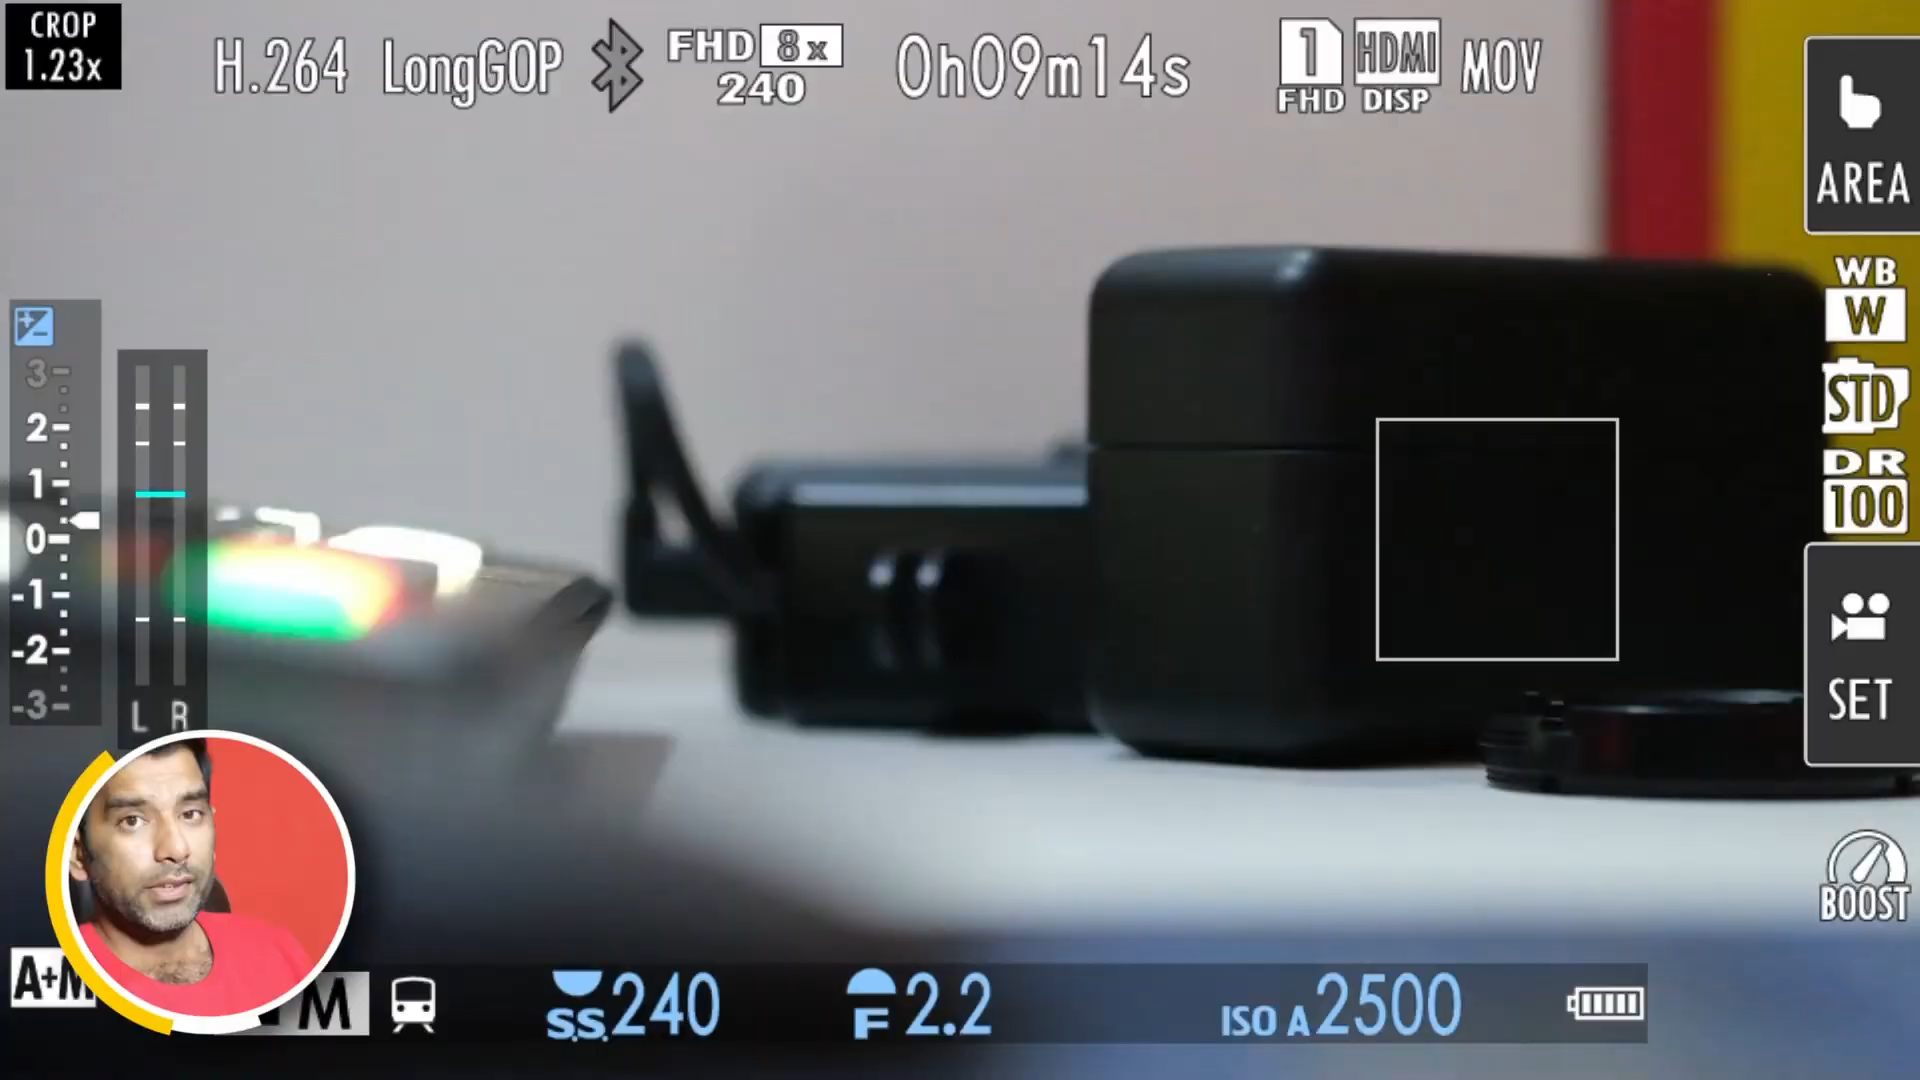 CROP
1.23x
H.264 LongGOP FHD 8x 240 0h09m14s 1 FHD HDMI DISP MOV
AREA
WB
W
STD
DR
100
SET
BOOST
3
2
1
0
-1
-2
-3
L R
A+M M S.S. 240 F 2.2 ISO A 2500